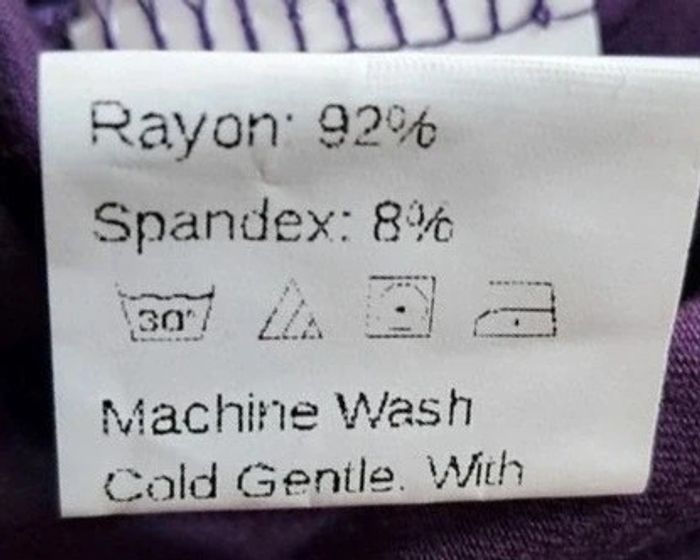 Rayon: 92%
Spandex: 8%
30°
Machine Wash
Cold Gentle. With